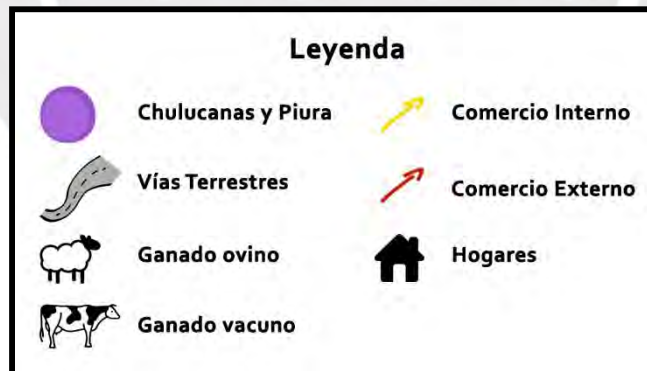 Leyenda
Chulucanas y Piura
Comercio Interno
Vías Terrestres
Comercio Externo
Ganado ovino
Hogares
Ganado vacuno